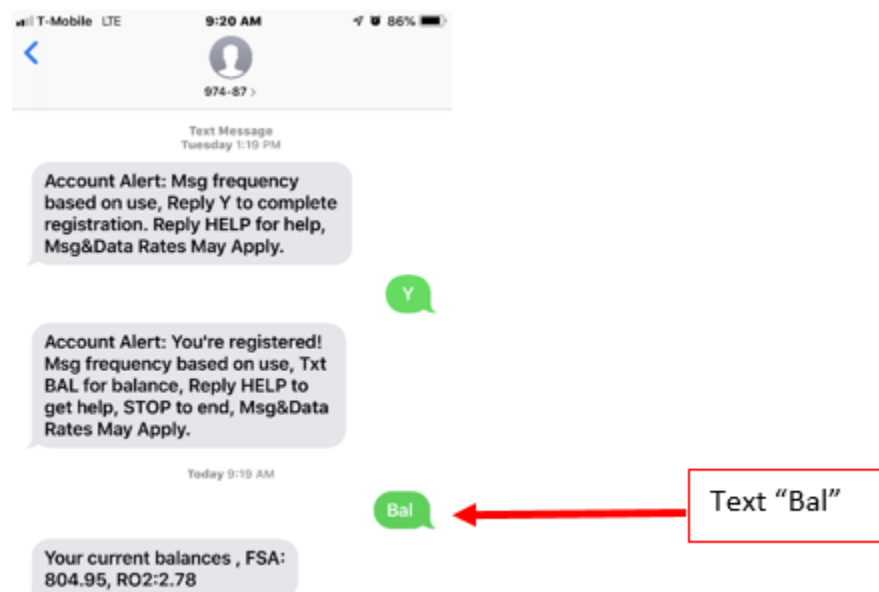 T-Mobile LTE 9:20 AM 86%
974-87 >
Text Message
Tuesday 1:19 PM
Account Alert: Msg frequency
based on use, Reply Y to complete
registration. Reply HELP for help,
Msg&Data Rates May Apply.
Y
Account Alert: You're registered!
Msg frequency based on use, Txt
BAL for balance, Reply HELP to
get help, STOP to end, Msg&Data
Rates May Apply.
Today 9:19 AM
Bal
Text “Bal”
Your current balances , FSA:
804.95, RO2:2.78